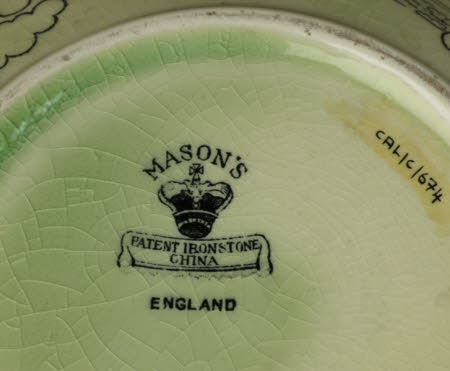 MASON'S
PATENT IRONSTONE
CHINA
ENGLAND
CAL/C/674